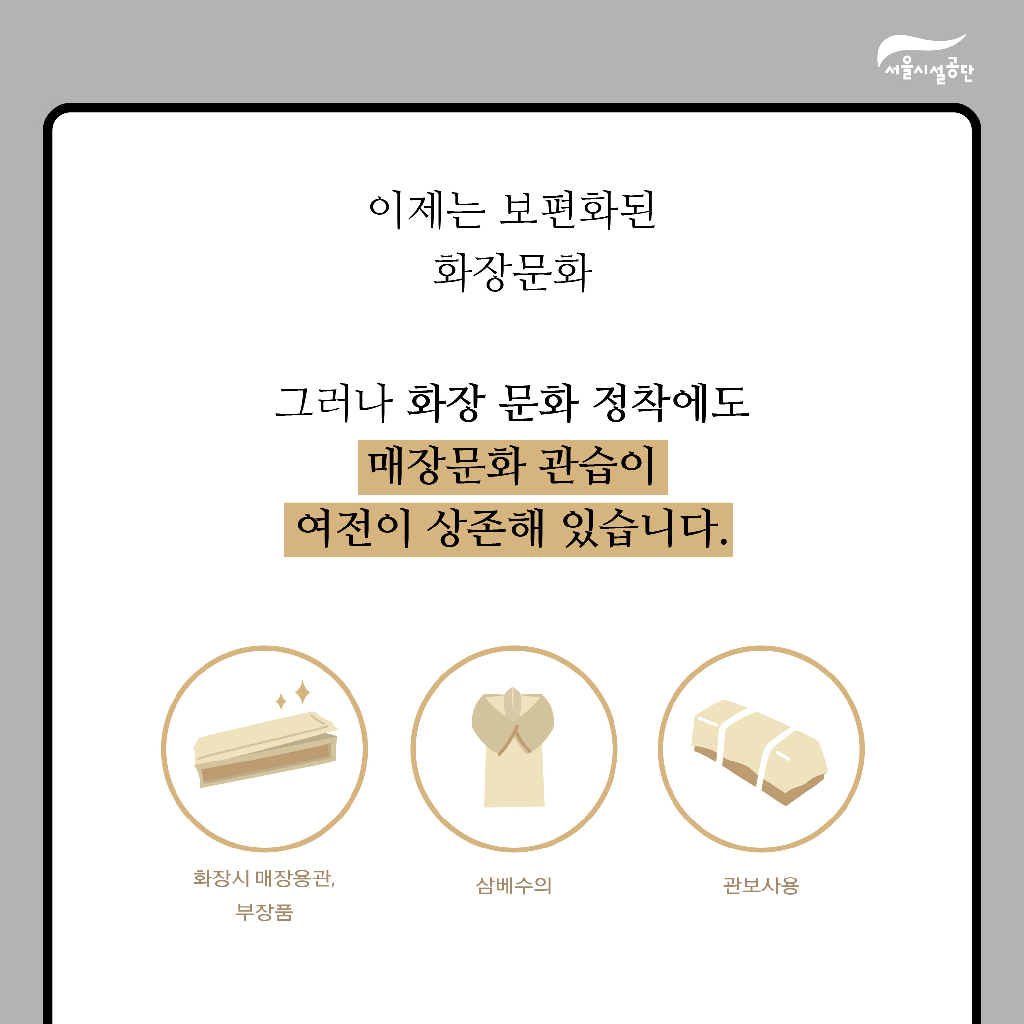 서울시설공단
이제는 보편화된
화장문화
그러나 화장 문화 정착에도
매장문화 관습이
여전이 상존해 있습니다.
화장시 매장용관,
부장품
삼베수의
관보사용